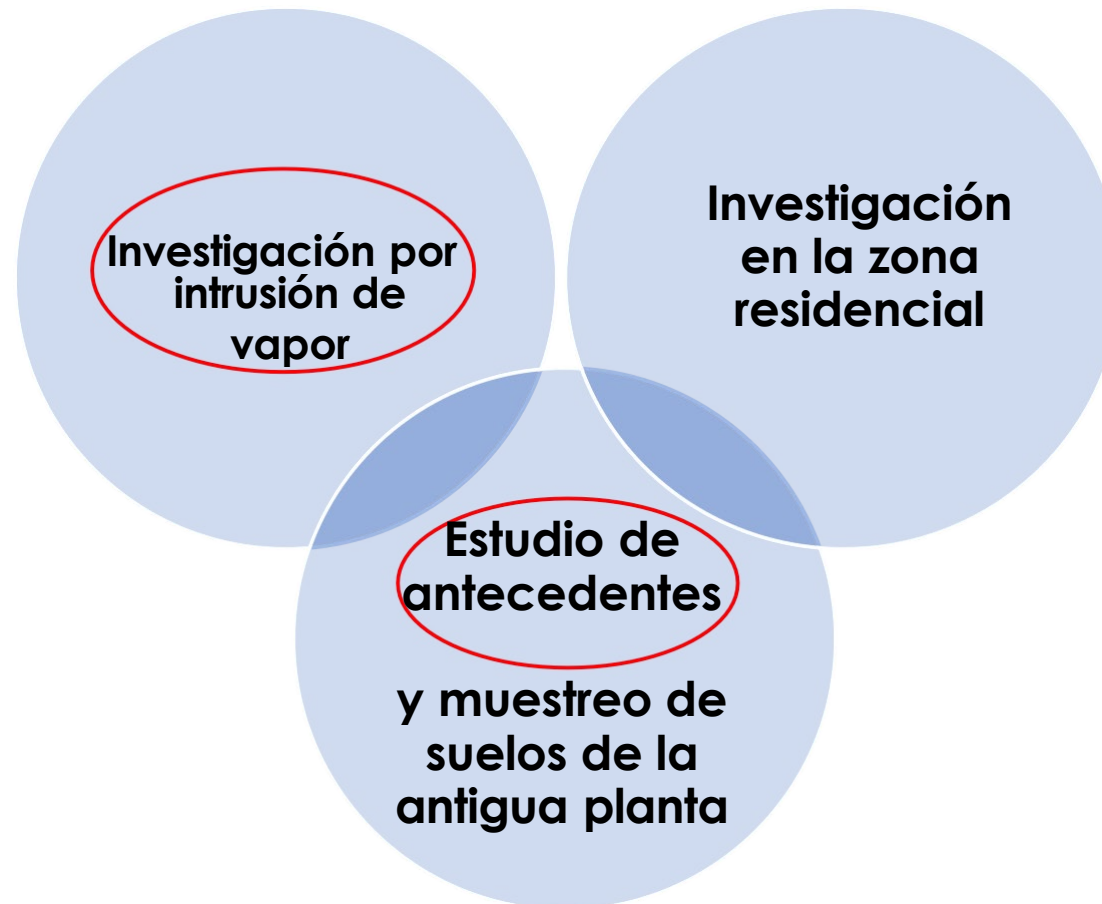 Investigación por
intrusión de
vapor
Investigación
en la zona
residencial
Estudio de
antecedentes
y muestreo de
suelos de la
antigua planta